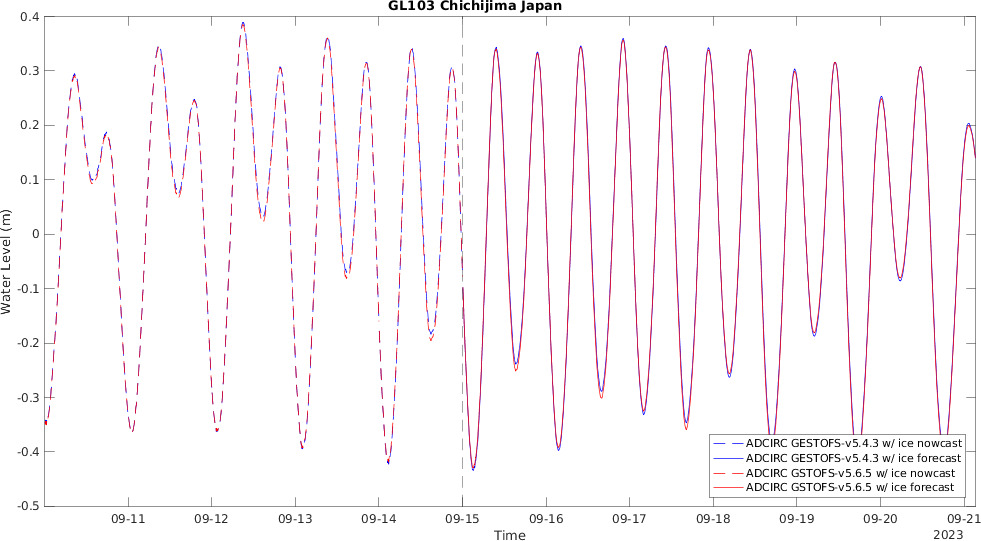 GL103 Chichijima Japan
0.4
0.3
0.2
0.1
0
-0.1
-0.2
-0.3
-0.4
-0.5
Water Level (m)
ADCIRC GESTOFS-v5.4.3 w/ ice nowcast
ADCIRC GESTOFS-v5.4.3 w/ ice forecast
ADCIRC GSTOFS-v5.6.5 w/ ice nowcast
ADCIRC GSTOFS-v5.6.5 w/ ice forecast
09-11 09-12 09-13 09-14 09-15 09-16 09-17 09-18 09-19 09-20 09-21
Time
2023